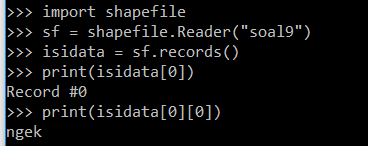 >>> import shapefile
>>> sf = shapefile.Reader("soal9")
>>> isidata = sf.records()
>>> print(isidata[0])
Record #0
>>> print(isidata[0][0])
ngek